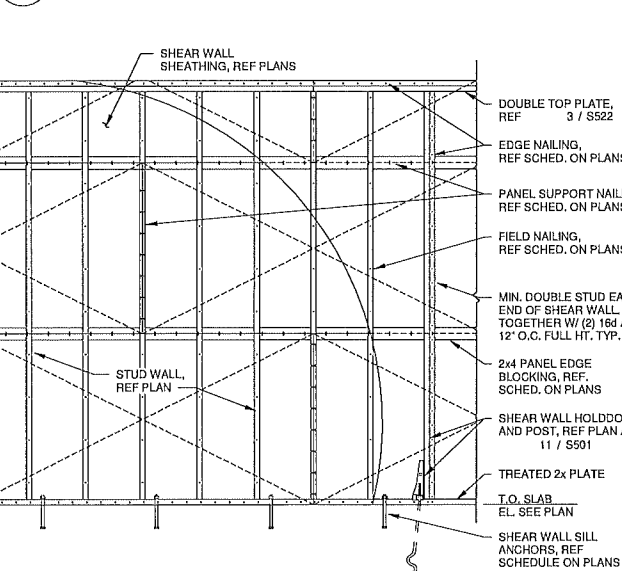 SHEAR WALL
SHEATHING, REF PLANS
DOUBLE TOP PLATE,
REF 3 / S522
EDGE NAILING,
REF SCHED. ON PLANS
PANEL SUPPORT NAIL
REF SCHED. ON PLANS
FIELD NAILING,
REF SCHED. ON PLANS
MIN. DOUBLE STUD EA
END OF SHEAR WALL,
TOGETHER W/ (2) 16d
12" O.C. FULL HT. TYP.
2x4 PANEL EDGE
BLOCKING, REF.
SCHED. ON PLANS
STUD WALL,
REF PLAN
SHEAR WALL HOLDDO
AND POST, REF PLAN
11 / S501
TREATED 2x PLATE
T.O. SLAB
EL. SEE PLAN
SHEAR WALL SILL
ANCHORS, REF
SCHEDULE ON PLANS